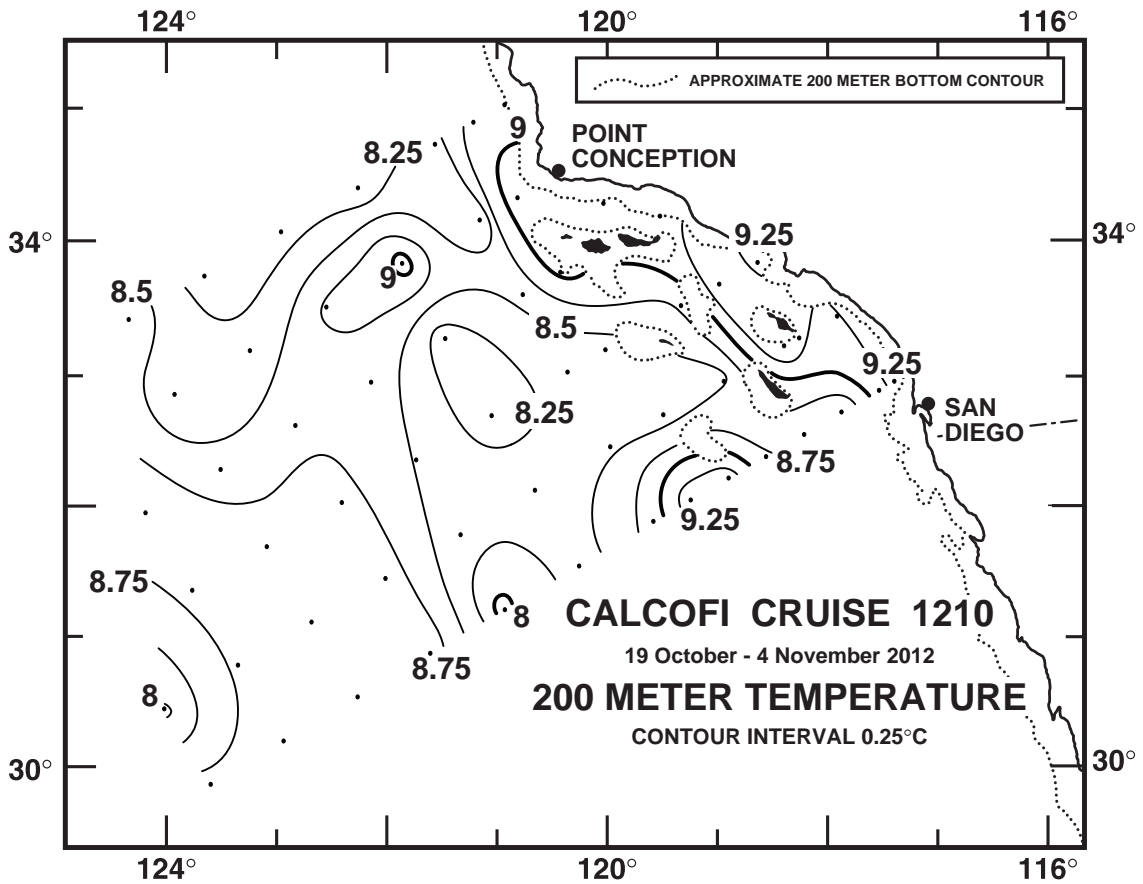 124° 120° 116°
APPROXIMATE 200 METER BOTTOM CONTOUR
9
POINT
CONCEPTION
8.25
34° 9.25 34°
9
8.5
8.5
9.25
8.25
SAN
DIEGO
8.75
9.25
8.75
8
CALCOFI CRUISE 1210
19 October - 4 November 2012
8.75
200 METER TEMPERATURE
8
CONTOUR INTERVAL 0.25°C
30° 30°
124° 120° 116°